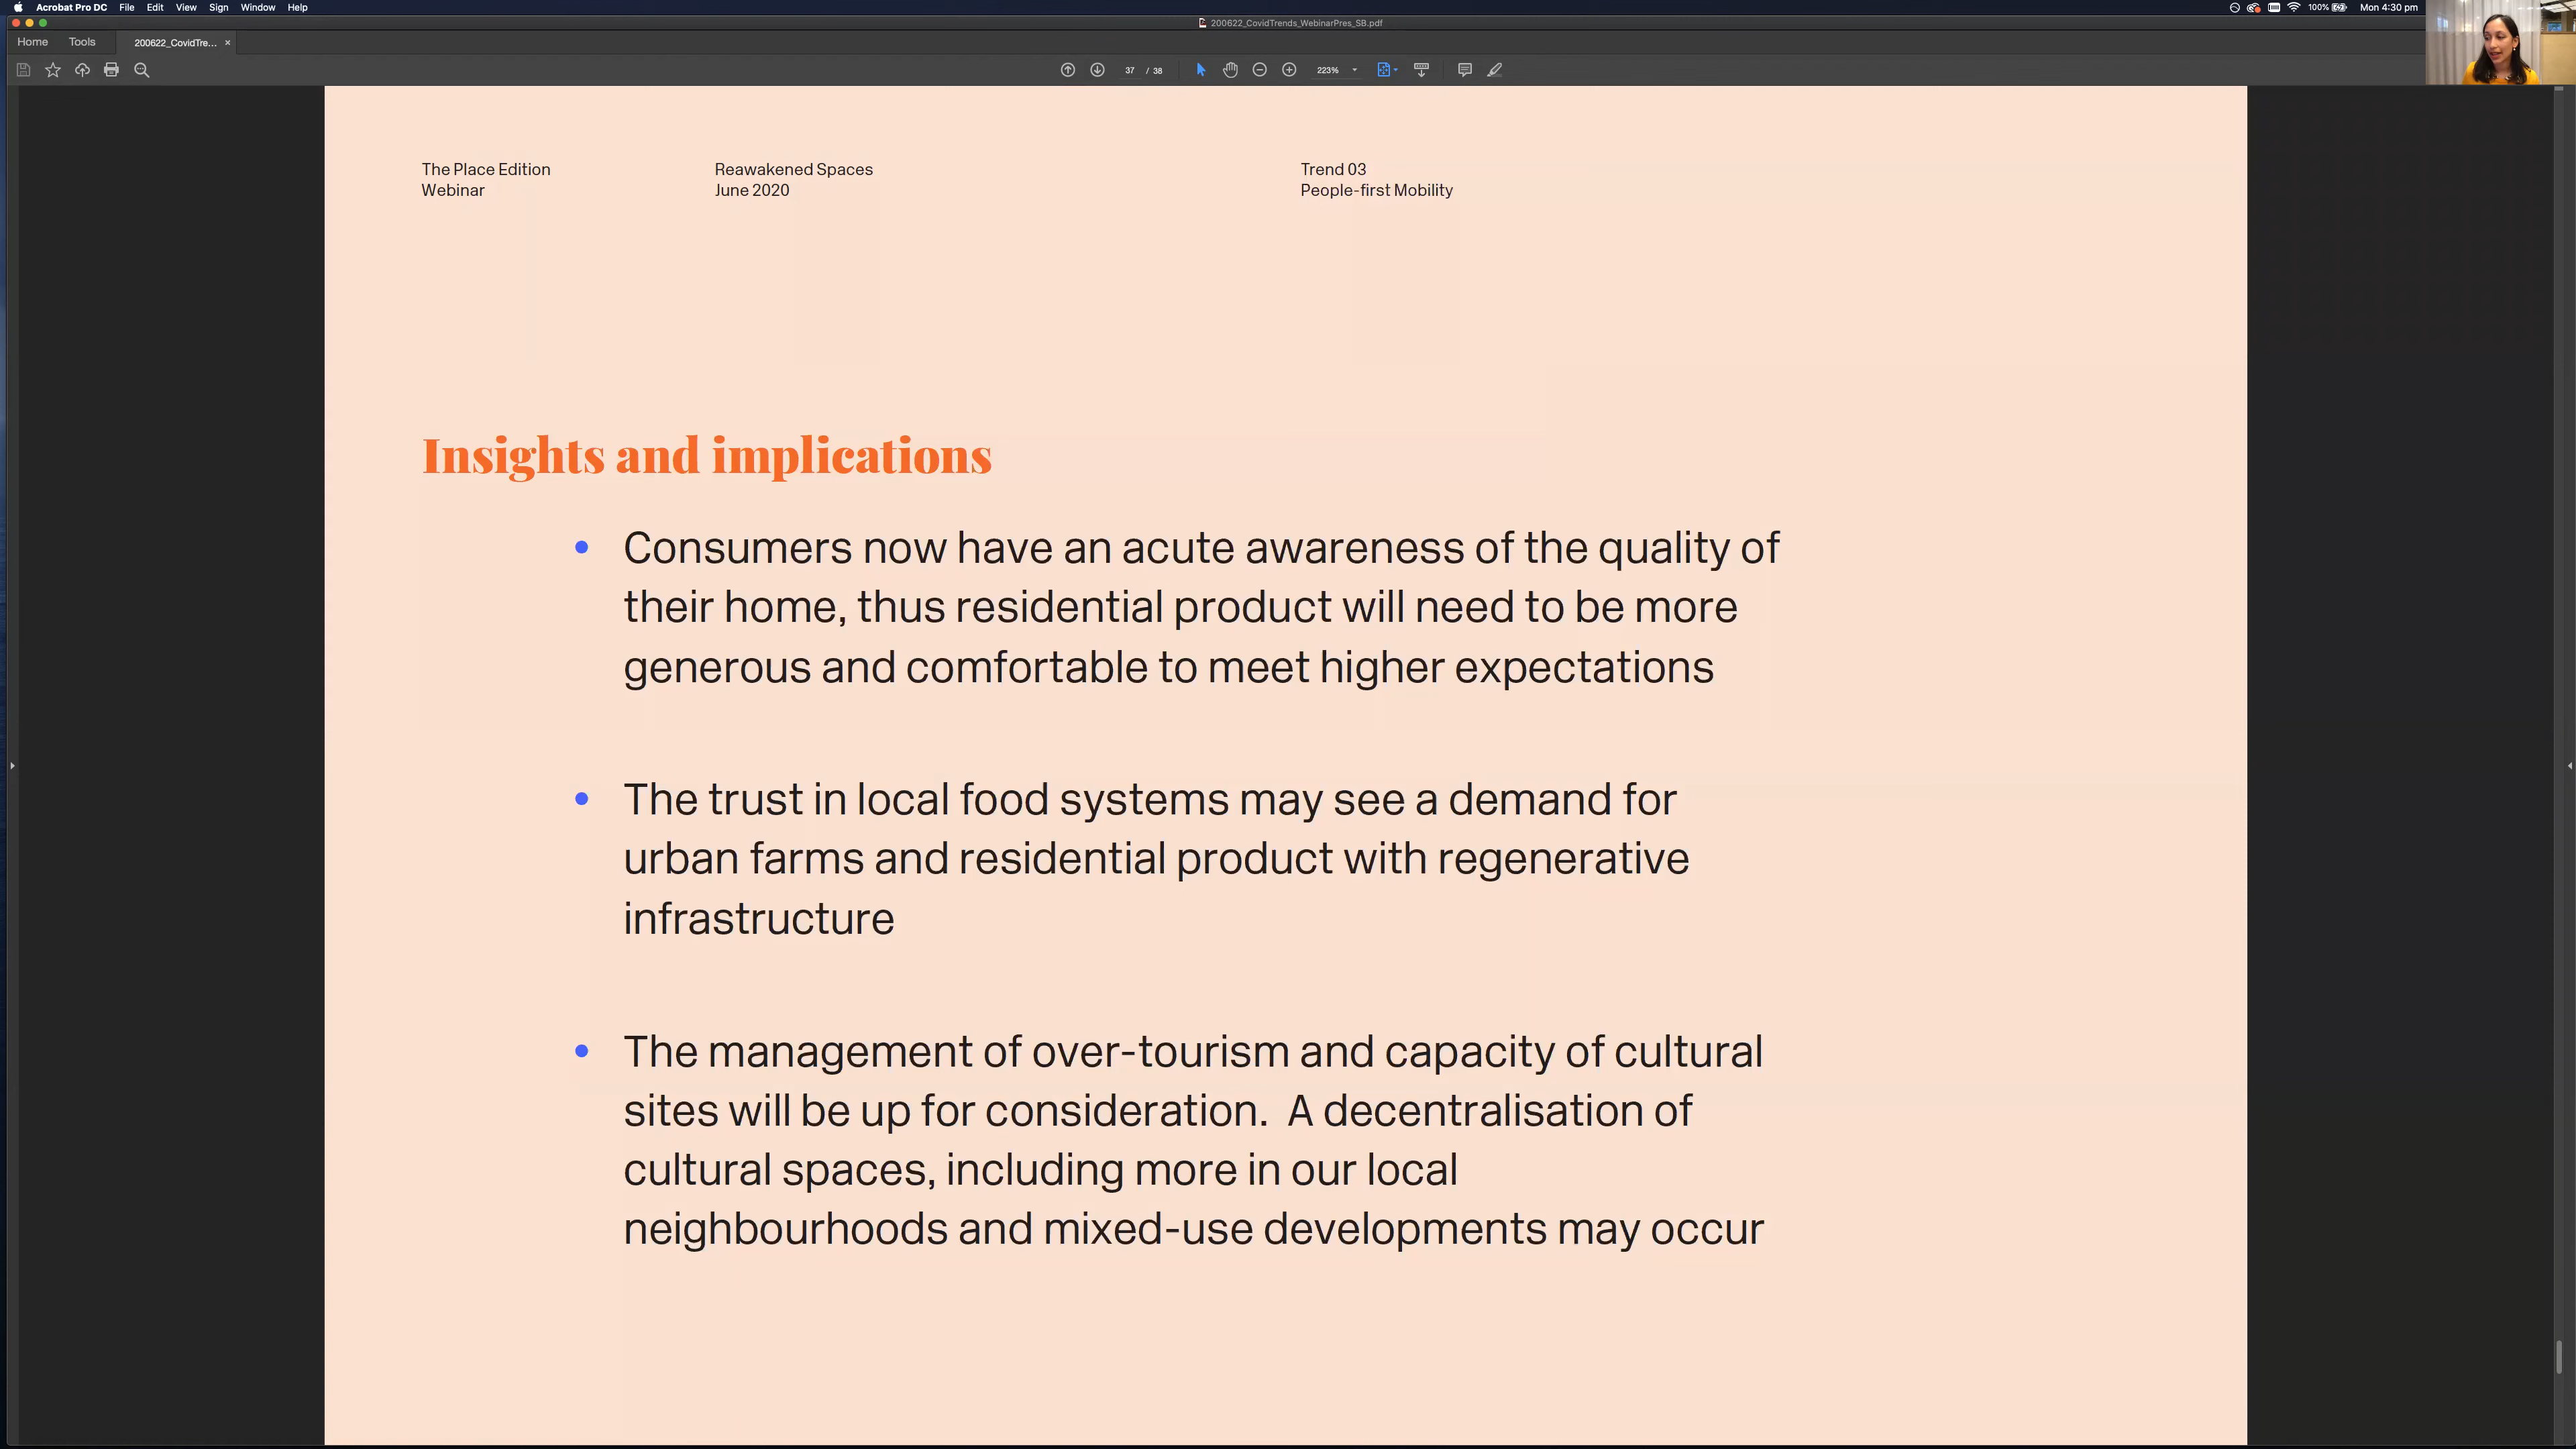 Acrobat Pro DC File Edit View Sign Window Help
100% Mon 4:30 pm
200622_CovidTrends_WebinarPres_SB.pdf
Home Tools 200622_CovidTre... ×
37 / 38 223%
The Place Edition
Webinar
Reawakened Spaces
June 2020
Trend 03
People-first Mobility
Insights and implications
• Consumers now have an acute awareness of the quality of
their home, thus residential product will need to be more
generous and comfortable to meet higher expectations
• The trust in local food systems may see a demand for
urban farms and residential product with regenerative
infrastructure
• The management of over-tourism and capacity of cultural
sites will be up for consideration.  A decentralisation of
cultural spaces, including more in our local
neighbourhoods and mixed-use developments may occur